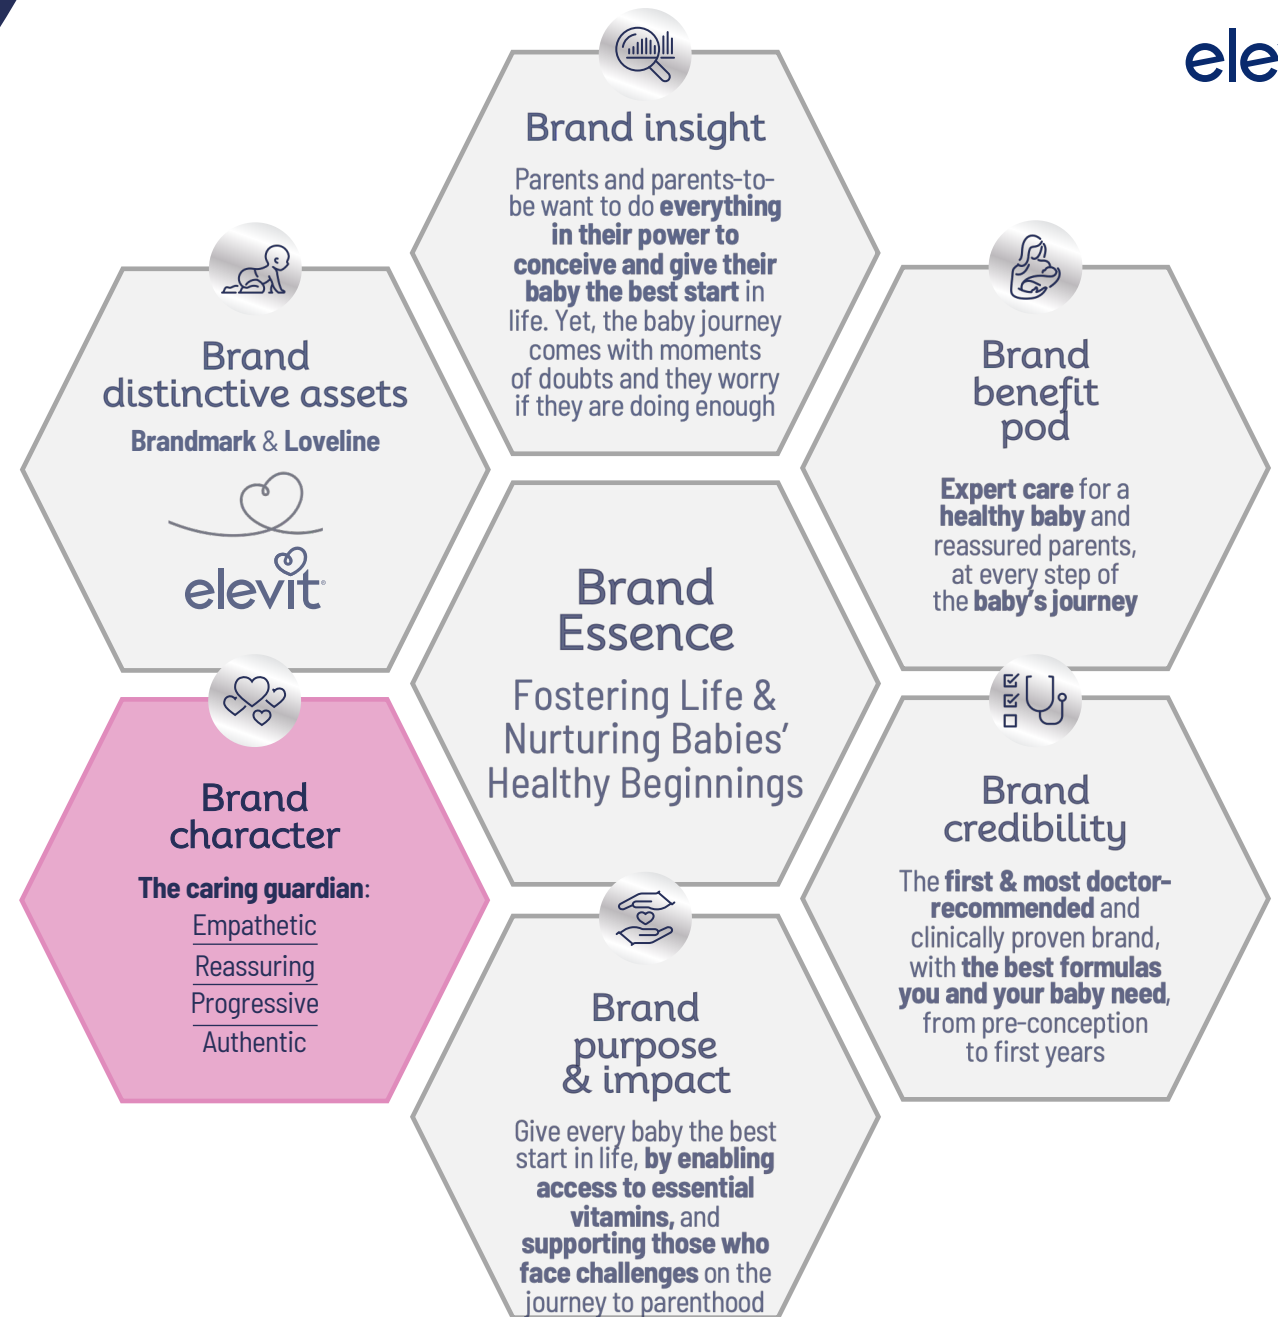 ele
Brand insight
Parents and parents-to-
be want to do everything
in their power to
conceive and give their
baby the best start in
life. Yet, the baby journey
comes with moments
of doubts and they worry
if they are doing enough
Brand
distinctive assets
Brandmark & Loveline
elevit®
Brand
benefit
pod
Expert care for a
healthy baby and
reassured parents,
at every step of
the baby’s journey
Brand
Essence
Fostering Life &
Nurturing Babies’
Healthy Beginnings
Brand
character
The caring guardian:
Empathetic
Reassuring
Progressive
Authentic
Brand
credibility
The first & most doctor-
recommended and
clinically proven brand,
with the best formulas
you and your baby need,
from pre-conception
to first years
Brand
purpose
& impact
Give every baby the best
start in life, by enabling
access to essential
vitamins, and
supporting those who
face challenges on the
journey to parenthood